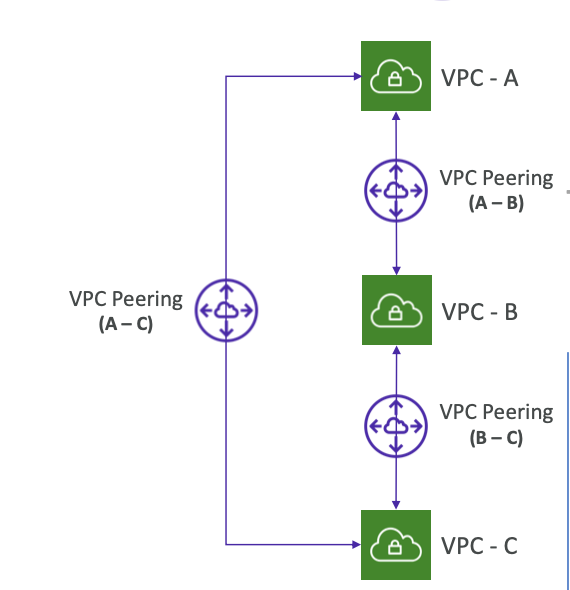 VPC - A
VPC Peering
(A – B)
VPC Peering
(A – C)
VPC - B
VPC Peering
(B – C)
VPC - C